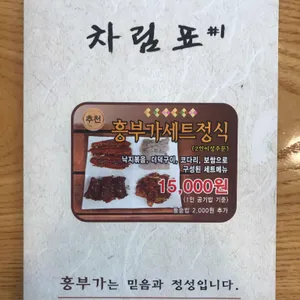 차림표 #1
추천
흥부가세트정식
(2인이상주문)
낙지볶음, 더덕구이, 코다리, 보쌈으로
구성된 세트메뉴
15,000원
(1인 공기밥 기준)
돌솥밥 2,000원 추가
흥부가는 믿음과 정성입니다.